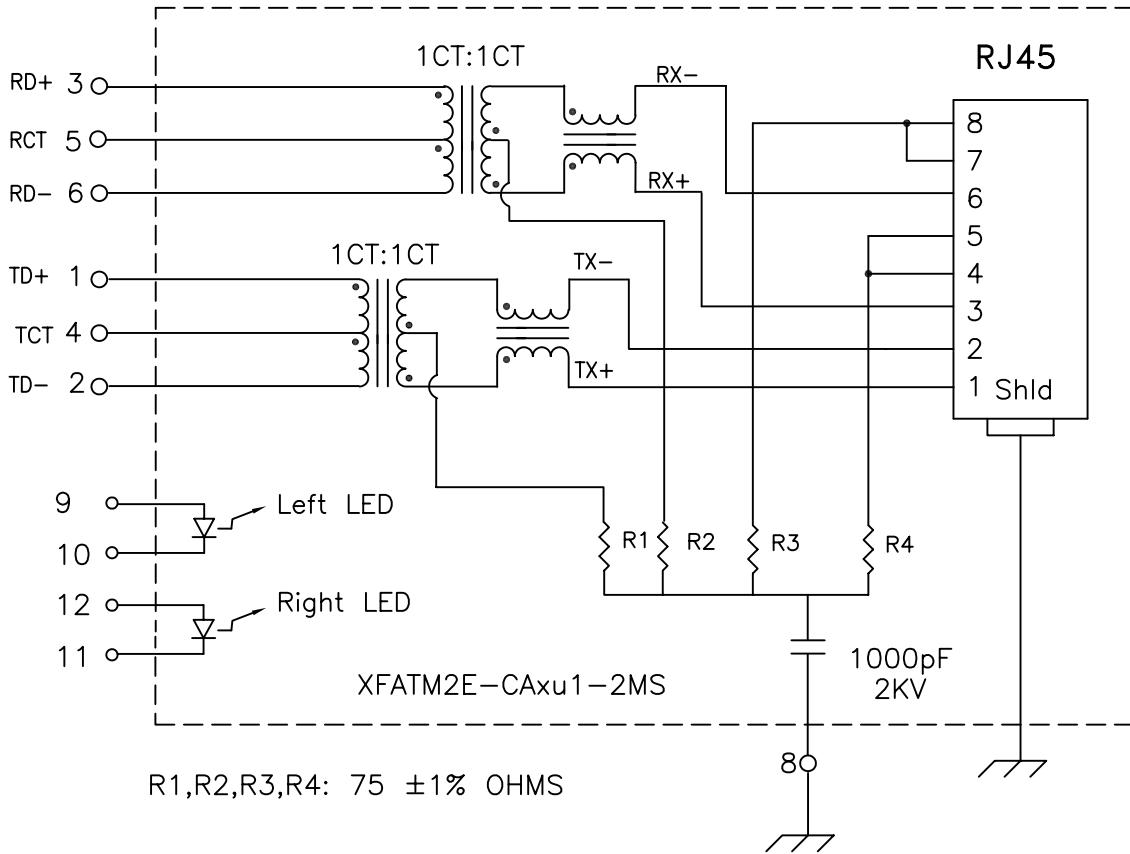 1CT:1CT
RJ45
RX-
RD+ 3
8
RCT 5
7
RX+
RD- 6
6
5
1CT:1CT
TX-
TD+ 1
4
3
TCT 4
2
TX+
TD- 2
1 Shld
9
Left LED
10
R1
R2
R3
R4
12
Right LED
11
1000pF
2KV
XFATM2E-CAxu1-2MS
8
R1,R2,R3,R4: 75 ±1% OHMS